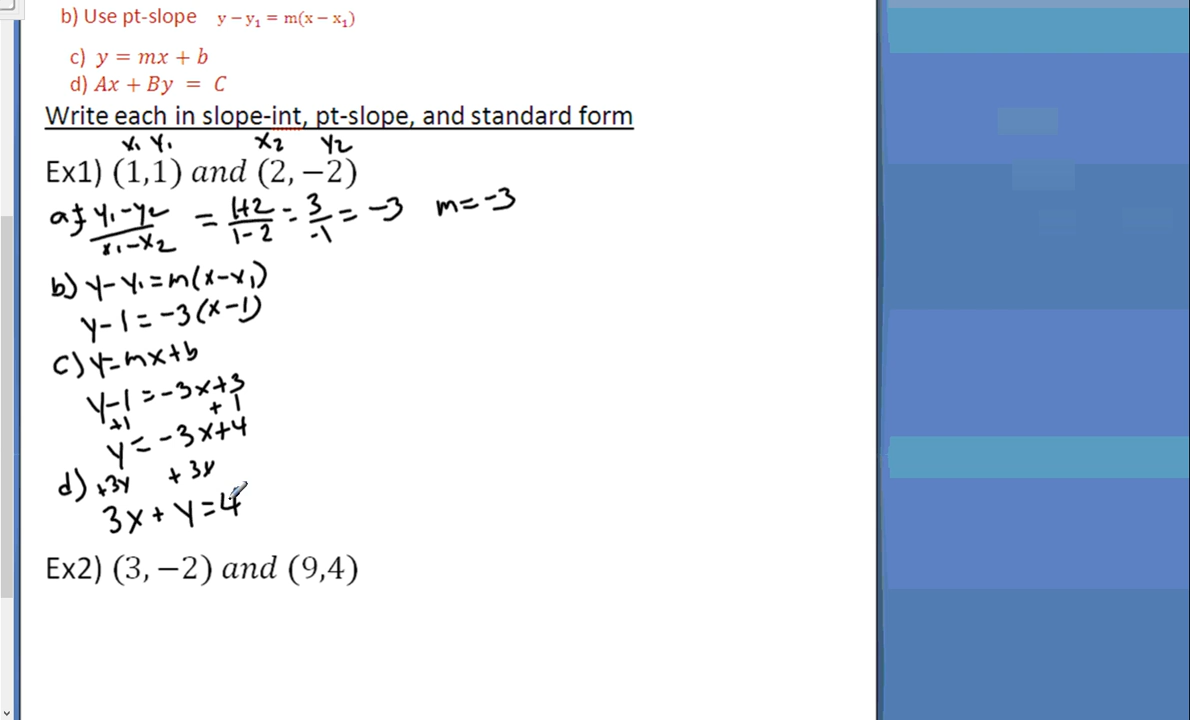 b) Use pt-slope y – y₁ = m(x – x₁)
c) y = mx + b
d) Ax + By = C
Write each in slope-int, pt-slope, and standard form
x₁ y₁ x₂ y₂
Ex1) (1,1) and (2, −2)
a) y₁-y₂/x₁-x₂ = 1+2/1-2 = 3/-1 = -3 m=-3
b) y-y₁=m(x-x₁)
y-1=-3(x-1)
c) y=mx+b
y-1=-3x+3
+1 +1
y=-3x+4
d) +3x +3x
3x+y=4
Ex2) (3, −2) and (9,4)